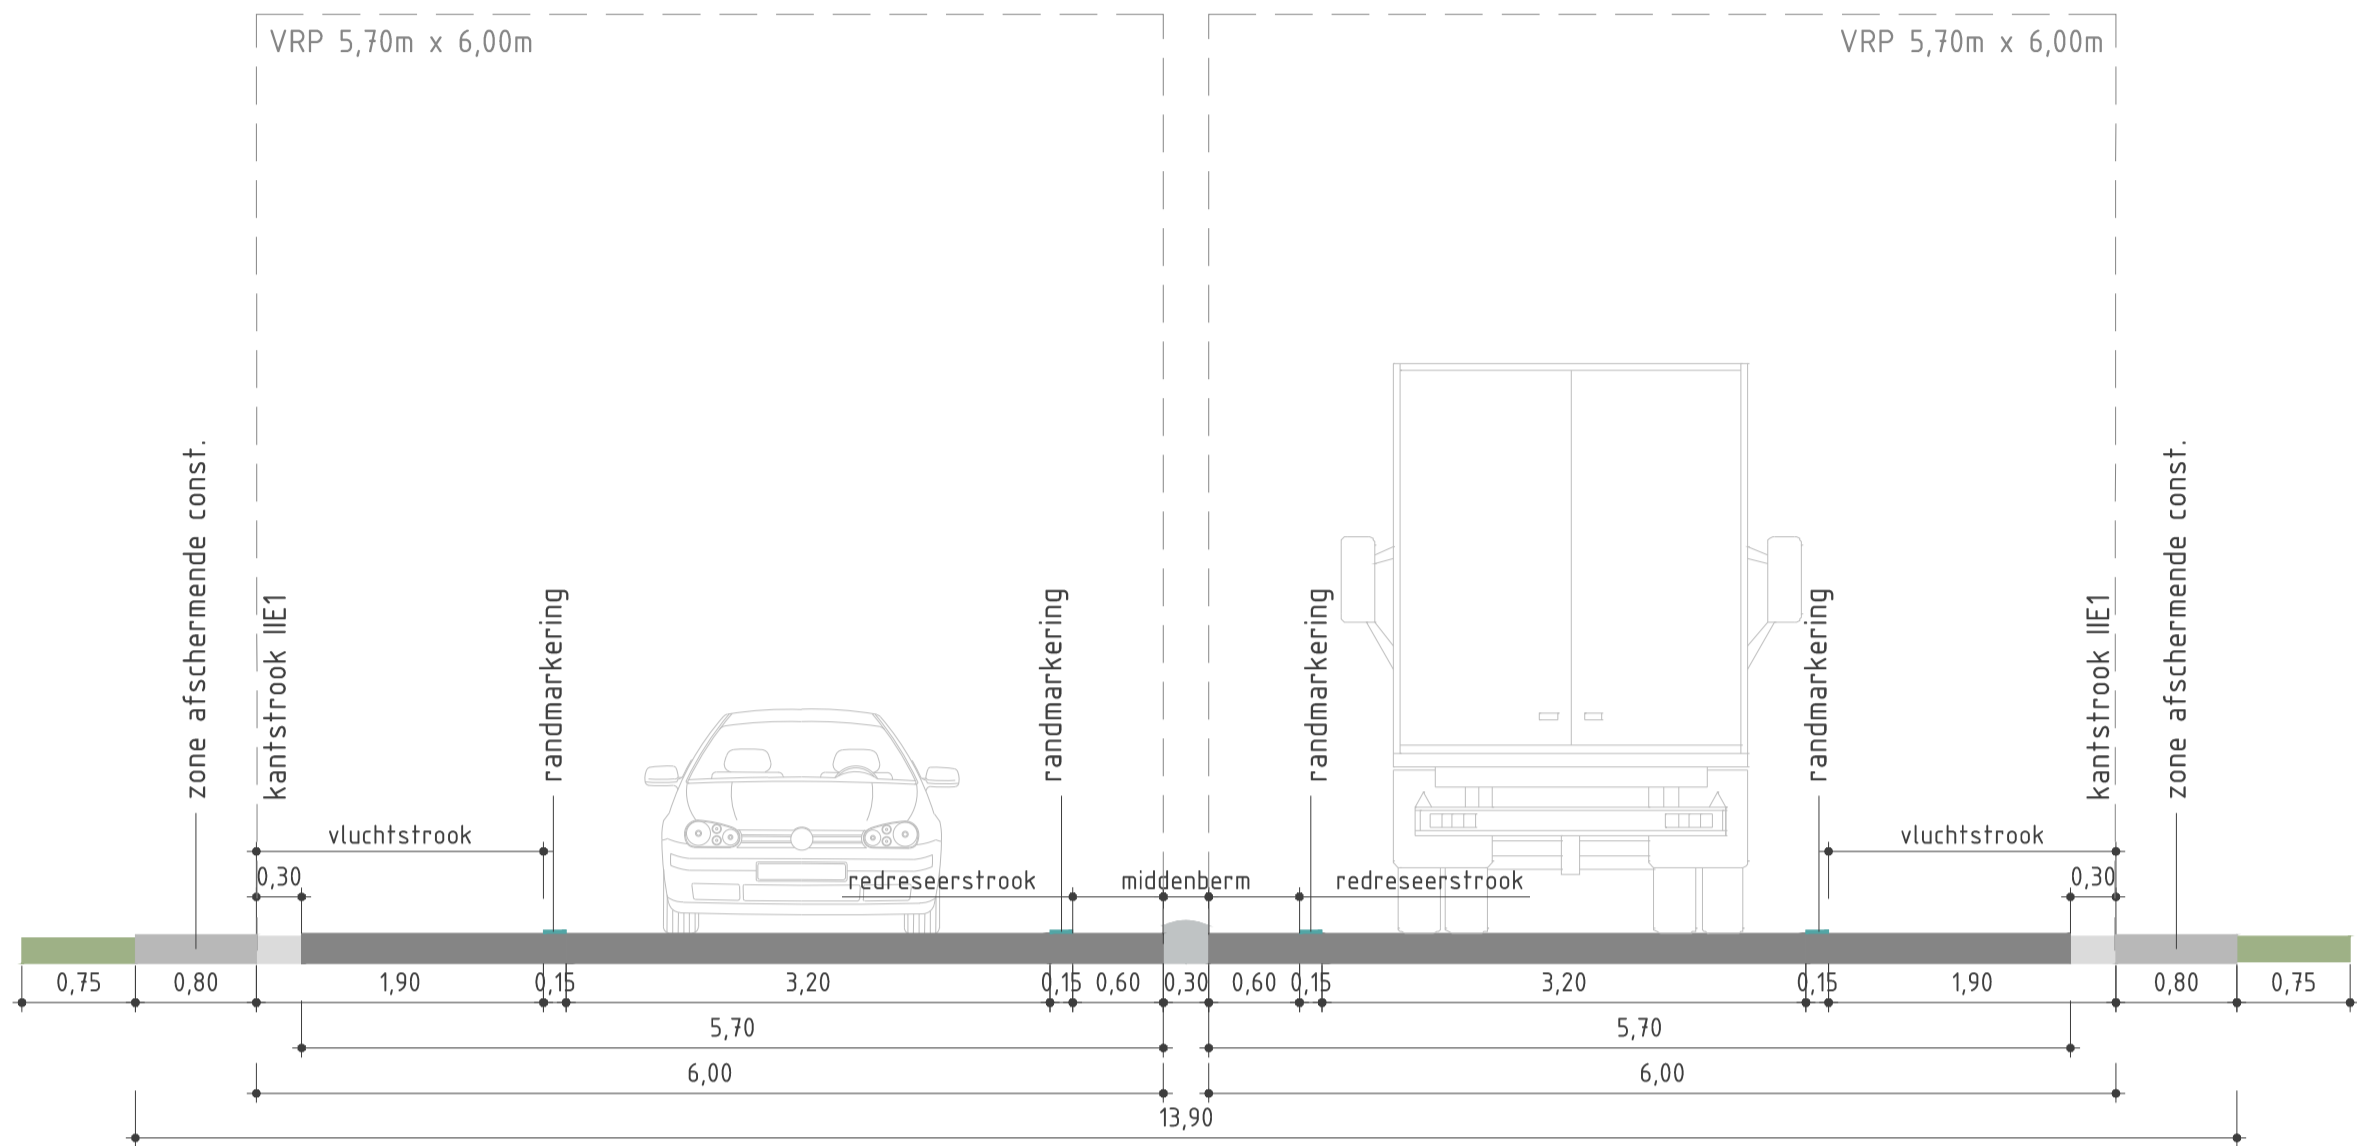 VRP 5,70m x 6,00m
VRP 5,70m x 6,00m
zone afschermende const.
kantstrook IIE1
randmarkering
randmarkering
randmarkering
randmarkering
kantstrook IIE1
zone afschermende const.
vluchtstrook
vluchtstrook
0,30
redreseerstrook
middenberm
redreseerstrook
0,30
0,75
0,80
1,90
0,15
3,20
0,15
0,60
0,30
0,60
0,15
3,20
0,15
1,90
0,80
0,75
5,70
5,70
6,00
6,00
13,90